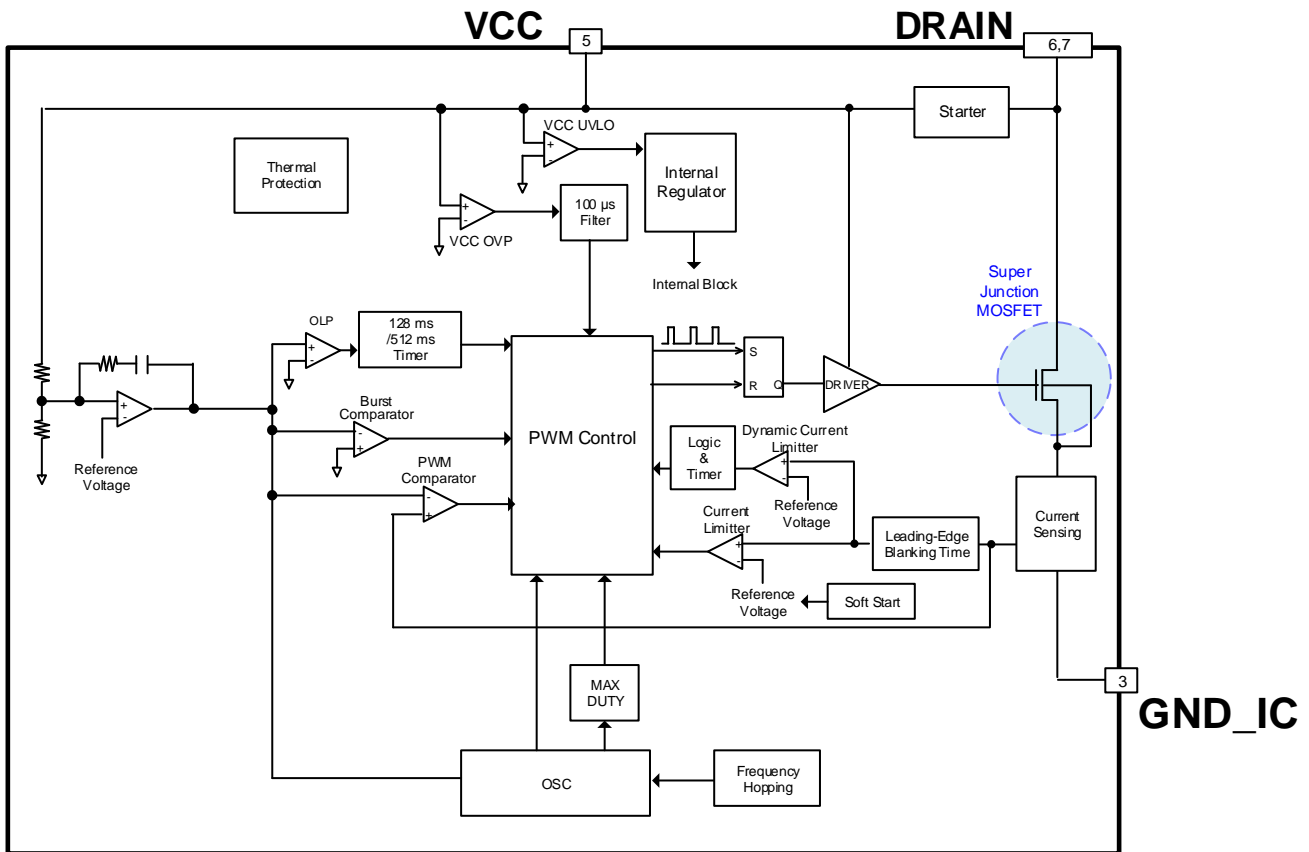 VCC
DRAIN
5
6,7
Starter
VCC UVLO
+
-
Thermal
Protection
Internal
Regulator
100 µs
Filter
+
-
VCC OVP
Internal Block
Super
Junction
MOSFET
OLP
128 ms
/512 ms
Timer
+
-
S
R
Q
DRIVER
Burst
Comparator
+
-
-
+
PWM Control
Reference
Voltage
Dynamic Current
Limitter
Logic
&
Timer
+
-
PWM
Comparator
-
+
Reference
Voltage
Current
Limitter
+
-
Leading-Edge
Blanking Time
Current
Sensing
Reference
Voltage
Soft Start
3
GND_IC
MAX
DUTY
OSC
Frequency
Hopping